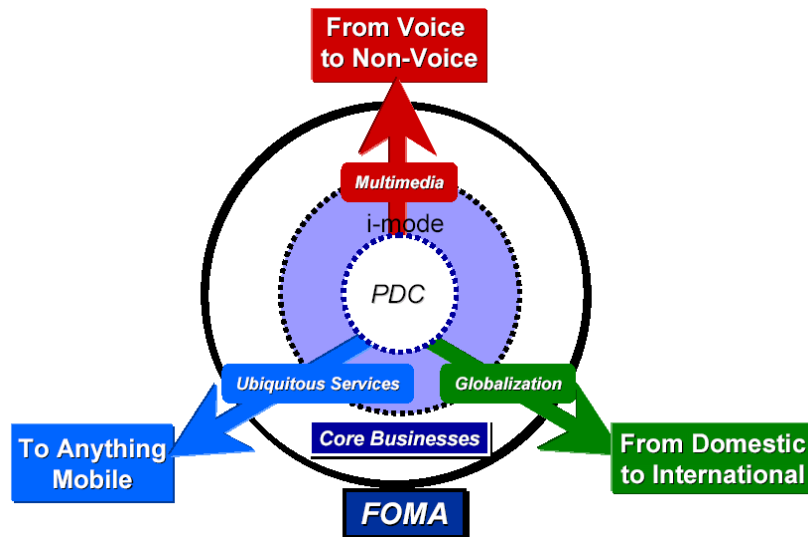 From Voice
to Non-Voice
Multimedia
i-mode
PDC
Ubiquitous Services
Globalization
Core Businesses
To Anything
Mobile
From Domestic
to International
FOMA